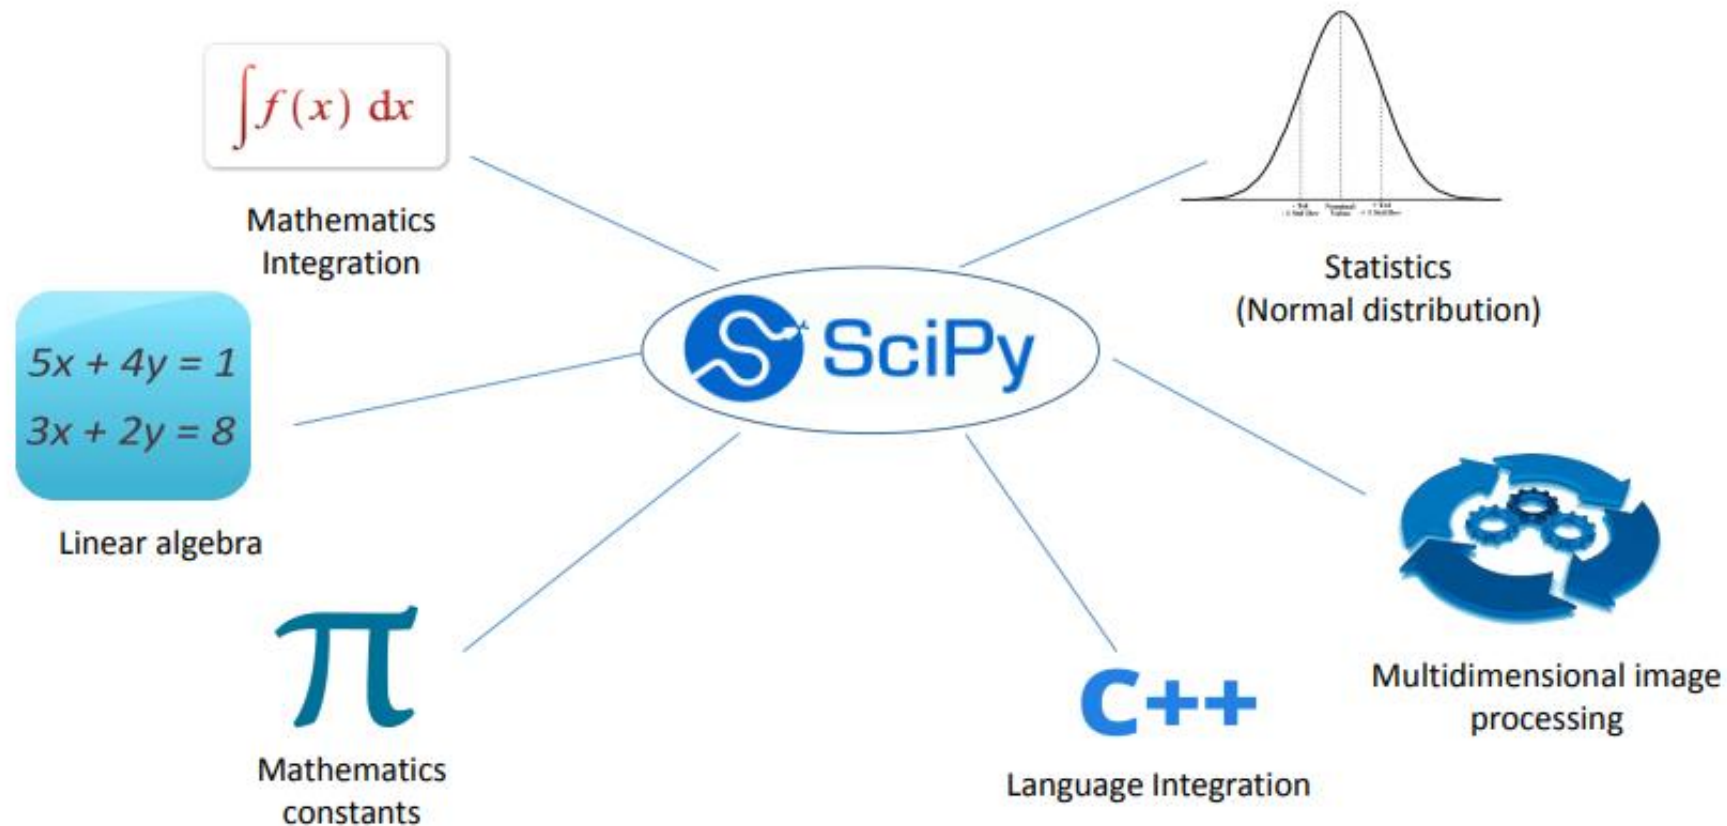 ∫f(x) dx
Mathematics
Integration
5x + 4y = 1
3x + 2y = 8
Linear algebra
π
Mathematics
constants
SciPy
Statistics
(Normal distribution)
Multidimensional image
processing
C++
Language Integration